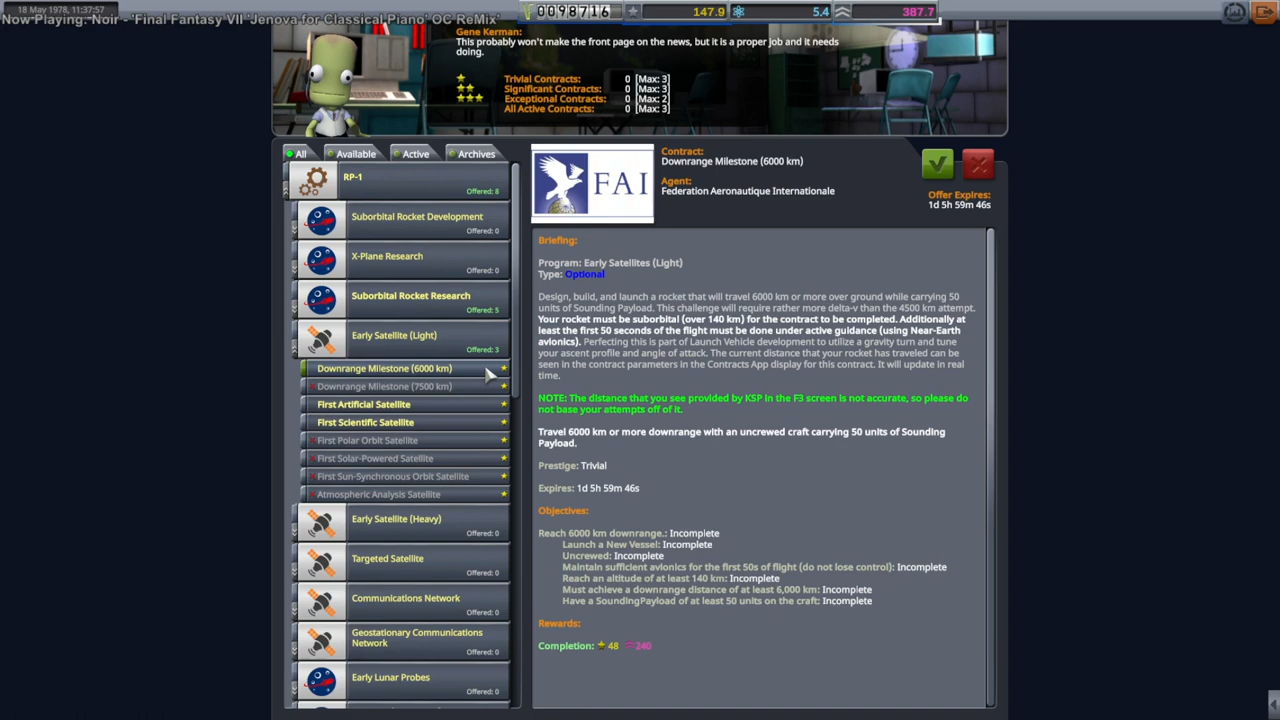 18 May 1978, 11:37:57
Now Playing: Noir - 'Final Fantasy VII 'Jenova for Classical Piano' OC ReMix'
0098716
147.9
5.4
387.7
Gene Kerman:
This probably won't make the front page on the news, but it is a proper job and it needs
doing.
Trivial Contracts: 0 [Max: 3]
Significant Contracts: 0 [Max: 3]
Exceptional Contracts: 0 [Max: 2]
All Active Contracts: 0 [Max: 3]
All
Available
Active
Archives
RP-1
Offered: 8
Suborbital Rocket Development
Offered: 0
X-Plane Research
Offered: 0
Suborbital Rocket Research
Offered: 5
Early Satellite (Light)
Offered: 3
Downrange Milestone (6000 km)
Downrange Milestone (7500 km)
First Artificial Satellite
First Scientific Satellite
First Polar Orbit Satellite
First Solar-Powered Satellite
First Sun-Synchronous Orbit Satellite
Atmospheric Analysis Satellite
Early Satellite (Heavy)
Offered: 0
Targeted Satellite
Offered: 0
Communications Network
Offered: 0
Geostationary Communications
Network
Offered: 0
Early Lunar Probes
Offered: 0
FAI
Contract:
Downrange Milestone (6000 km)
Agent:
Federation Aeronautique Internationale
Offer Expires:
1d 5h 59m 46s
Briefing:
Program: Early Satellites (Light)
Type: Optional
Design, build, and launch a rocket that will travel 6000 km or more over ground while carrying 50
units of Sounding Payload. This challenge will require rather more delta-v than the 4500 km attempt.
Your rocket must be suborbital (over 140 km) for the contract to be completed. Additionally at
least the first 50 seconds of the flight must be done under active guidance (using Near-Earth
avionics). Perfecting this is part of Launch Vehicle development to utilize a gravity turn and tune
your ascent profile and angle of attack. The current distance that your rocket has traveled can be
seen in the contract parameters in the Contracts App display for this contract. It will update in real
time.
NOTE: The distance that you see provided by KSP in the F3 screen is not accurate, so please do
not base your attempts off of it.
Travel 6000 km or more downrange with an uncrewed craft carrying 50 units of Sounding
Payload.
Prestige: Trivial
Expires: 1d 5h 59m 46s
Objectives:
Reach 6000 km downrange.: Incomplete
Launch a New Vessel: Incomplete
Uncrewed: Incomplete
Maintain sufficient avionics for the first 50s of flight (do not lose control): Incomplete
Reach an altitude of at least 140 km: Incomplete
Must achieve a downrange distance of at least 6,000 km: Incomplete
Have a SoundingPayload of at least 50 units on the craft: Incomplete
Rewards:
Completion: 48 240